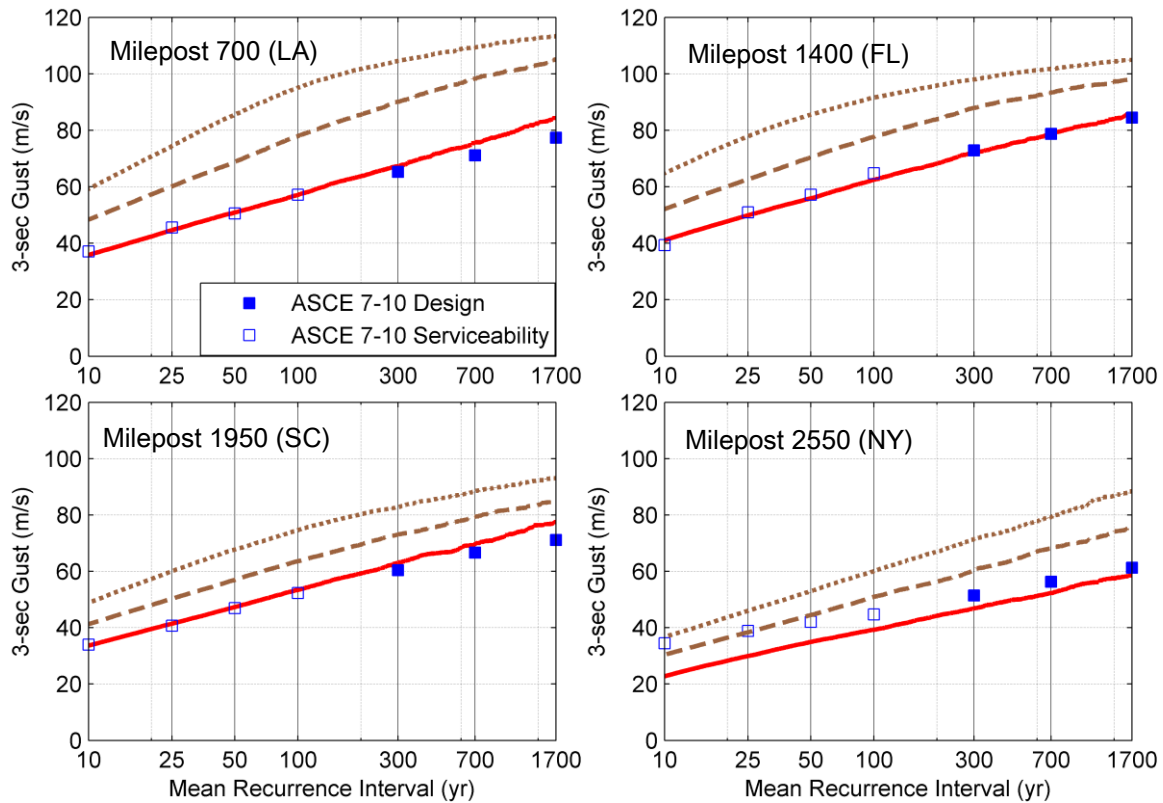 120
100
80
60
40
20
0
3-sec Gust (m/s)
Milepost 700 (LA)
ASCE 7-10 Design
ASCE 7-10 Serviceability
10 25 50 100 300 700 1700
120
100
80
60
40
20
0
3-sec Gust (m/s)
Milepost 1400 (FL)
10 25 50 100 300 700 1700
120
100
80
60
40
20
0
3-sec Gust (m/s)
Milepost 1950 (SC)
10 25 50 100 300 700 1700
Mean Recurrence Interval (yr)
120
100
80
60
40
20
0
3-sec Gust (m/s)
Milepost 2550 (NY)
10 25 50 100 300 700 1700
Mean Recurrence Interval (yr)